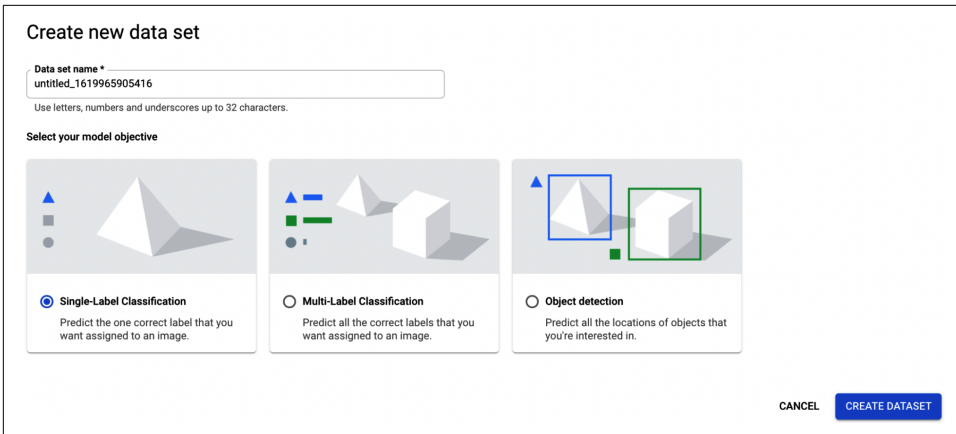 Create new data set
Data set name *
untitled_1619965905416
Use letters, numbers and underscores up to 32 characters.
Select your model objective
Single-Label Classification
Predict the one correct label that you
want assigned to an image.
Multi-Label Classification
Predict all the correct labels that you
want assigned to an image.
Object detection
Predict all the locations of objects that
you're interested in.
CANCEL
CREATE DATASET